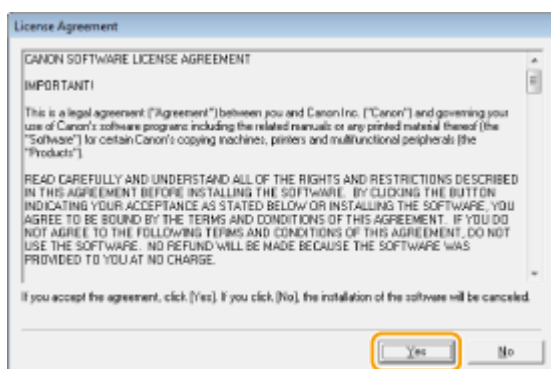 License Agreement
CANON SOFTWARE LICENSE AGREEMENT
IMPORTANT!
This is a legal agreement ("Agreement") between you and Canon Inc. ("Canon") and governing your
use of Canon's software programs including the related manuals or any printed material thereof (the
"Software") for certain Canon's copying machines, printers and multifunctional peripherals (the
"Products").
READ CAREFULLY AND UNDERSTAND ALL OF THE RIGHTS AND RESTRICTIONS DESCRIBED
IN THIS AGREEMENT BEFORE INSTALLING THE SOFTWARE. BY CLICKING THE BUTTON
INDICATING YOUR ACCEPTANCE AS STATED BELOW OR INSTALLING THE SOFTWARE, YOU
AGREE TO BE BOUND BY THE TERMS AND CONDITIONS OF THIS AGREEMENT. IF YOU DO
NOT AGREE TO THE FOLLOWING TERMS AND CONDITIONS OF THIS AGREEMENT, DO NOT
USE THE SOFTWARE. NO REFUND WILL BE MADE BECAUSE THE SOFTWARE WAS
PROVIDED TO YOU AT NO CHARGE.
If you accept the agreement, click [Yes]. If you click [No], the installation of the software will be canceled.
Yes
No